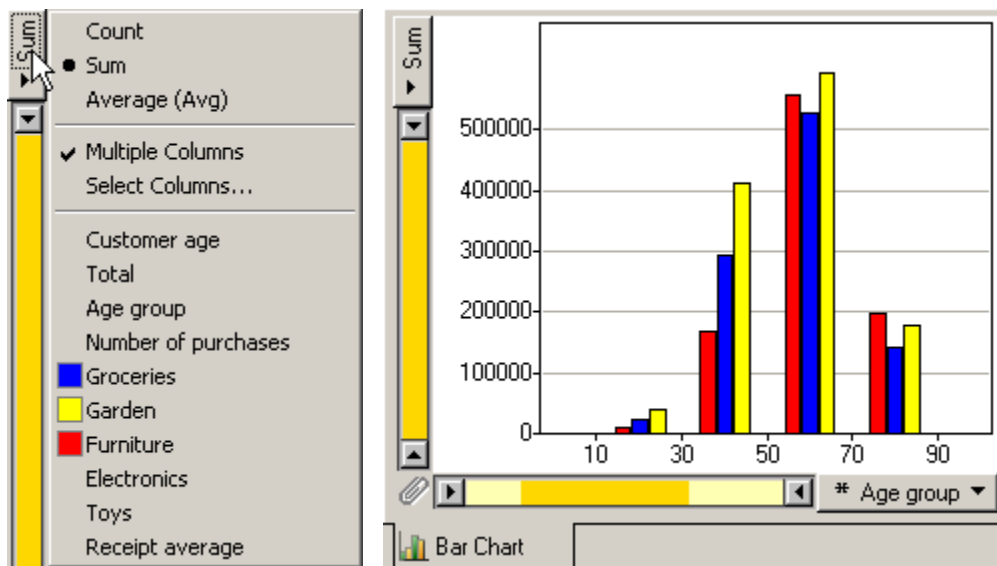 Sum
Count
Sum
Average (Avg)
Multiple Columns
Select Columns...
Customer age
Total
Age group
Number of purchases
Groceries
Garden
Furniture
Electronics
Toys
Receipt average
Sum
500000
400000
300000
200000
100000
0
10 30 50 70 90
* Age group
Bar Chart